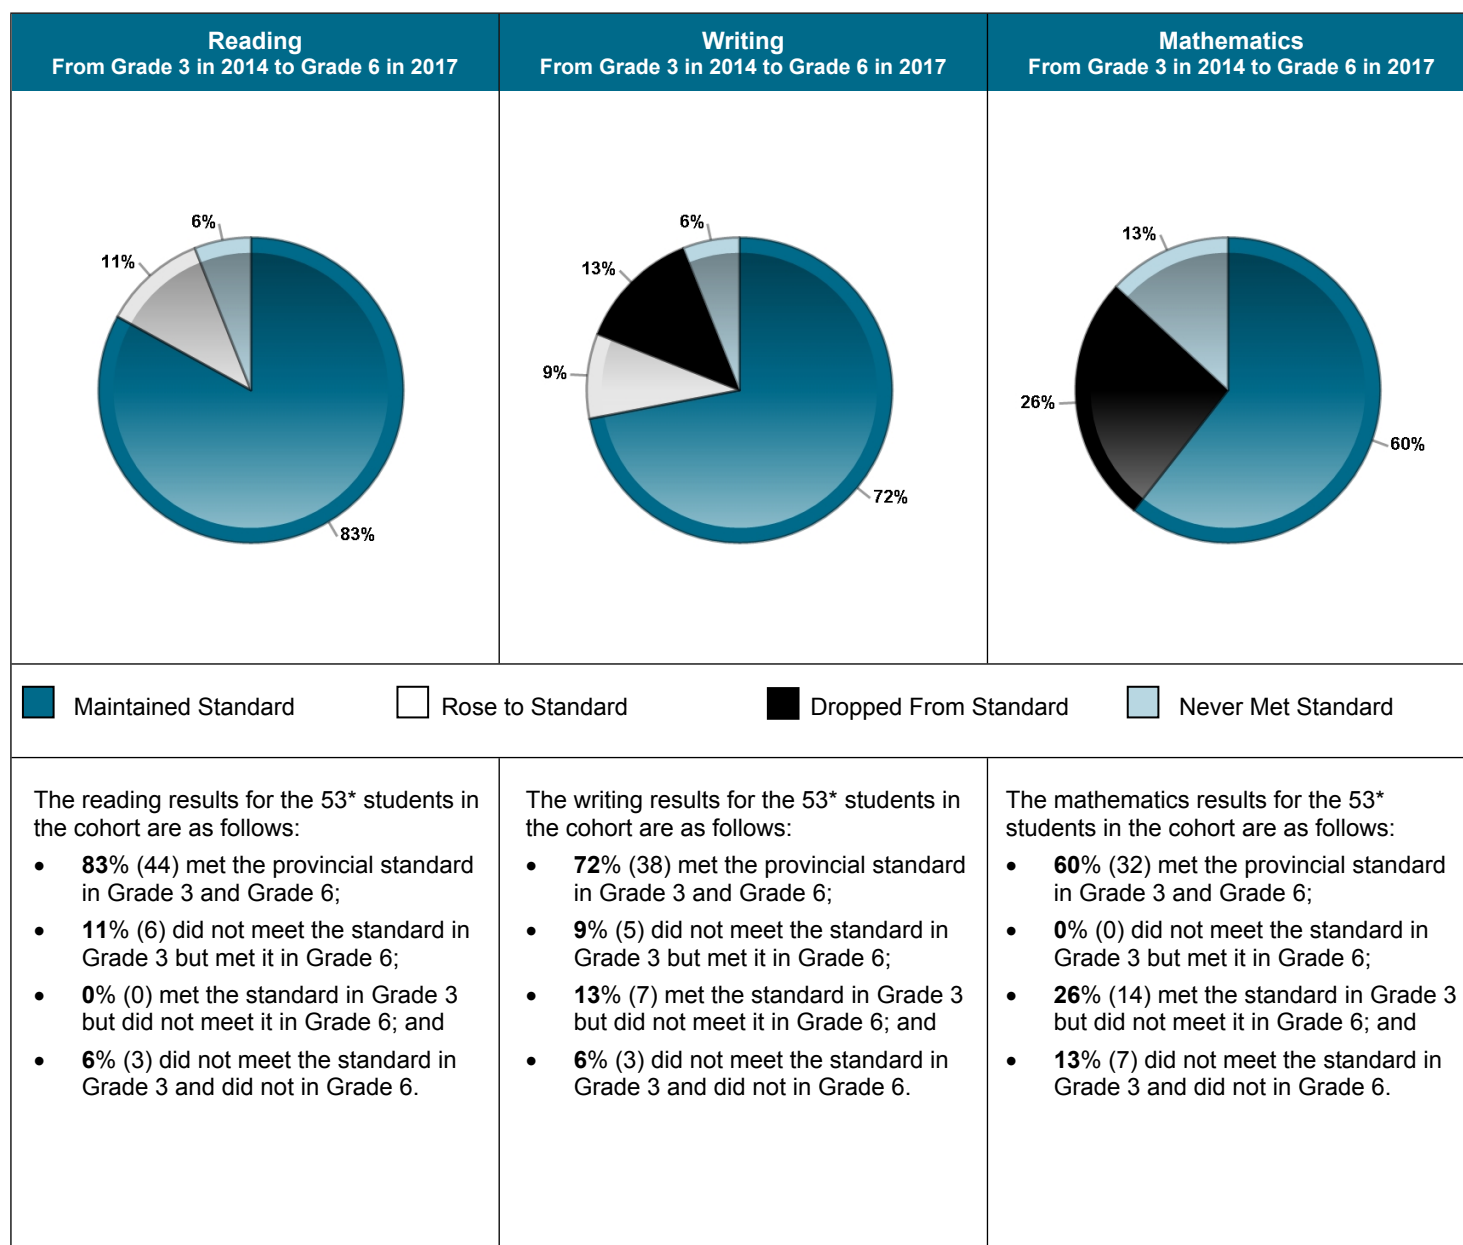 Reading
From Grade 3 in 2014 to Grade 6 in 2017
Writing
From Grade 3 in 2014 to Grade 6 in 2017
Mathematics
From Grade 3 in 2014 to Grade 6 in 2017
6%
11%
83%
6%
13%
9%
72%
13%
26%
60%
Maintained Standard
Rose to Standard
Dropped From Standard
Never Met Standard
The reading results for the 53* students in
the cohort are as follows:
• 83% (44) met the provincial standard
in Grade 3 and Grade 6;
• 11% (6) did not meet the standard in
Grade 3 but met it in Grade 6;
• 0% (0) met the standard in Grade 3
but did not meet it in Grade 6; and
• 6% (3) did not meet the standard in
Grade 3 and did not in Grade 6.
The writing results for the 53* students in
the cohort are as follows:
• 72% (38) met the provincial standard
in Grade 3 and Grade 6;
• 9% (5) did not meet the standard in
Grade 3 but met it in Grade 6;
• 13% (7) met the standard in Grade 3
but did not meet it in Grade 6; and
• 6% (3) did not meet the standard in
Grade 3 and did not in Grade 6.
The mathematics results for the 53*
students in the cohort are as follows:
• 60% (32) met the provincial standard
in Grade 3 and Grade 6;
• 0% (0) did not meet the standard in
Grade 3 but met it in Grade 6;
• 26% (14) met the standard in Grade 3
but did not meet it in Grade 6; and
• 13% (7) did not meet the standard in
Grade 3 and did not in Grade 6.